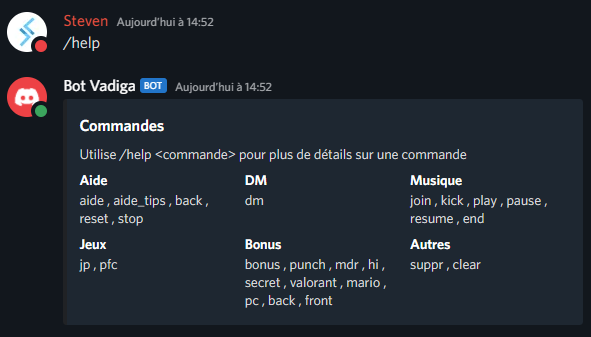 Steven Aujourd'hui à 14:52
/help
Bot Vadiga BOT Aujourd'hui à 14:52
Commandes
Utilise /help <commande> pour plus de détails sur une commande
Aide
aide , aide_tips , back ,
reset , stop
DM
dm
Musique
join , kick , play , pause ,
resume , end
Jeux
jp , pfc
Bonus
bonus , punch , mdr , hi ,
secret , valorant , mario ,
pc , back , front
Autres
suppr , clear